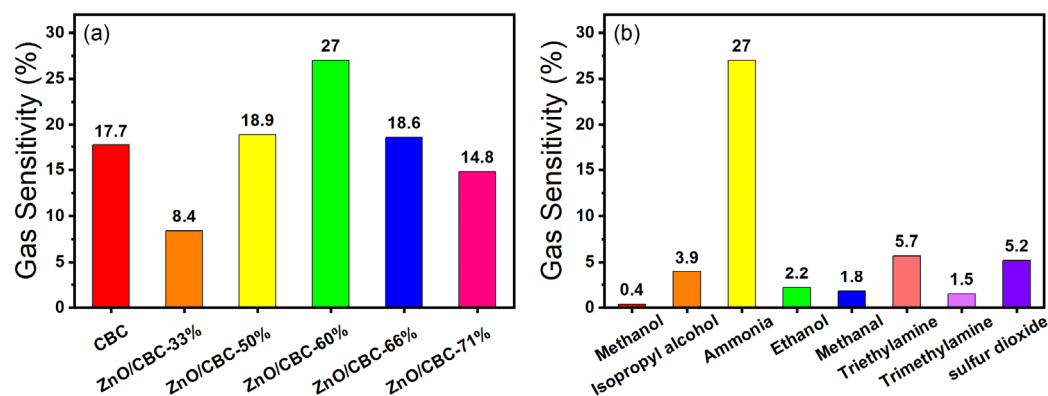 (a)
Gas Sensitivity (%)
30
25
20
15
10
5
0
17.7
8.4
18.9
27
18.6
14.8
CBC
ZnO/CBC-33%
ZnO/CBC-50%
ZnO/CBC-60%
ZnO/CBC-66%
ZnO/CBC-71%
(b)
Gas Sensitivity (%)
30
25
20
15
10
5
0
0.4
3.9
27
2.2
1.8
5.7
1.5
5.2
Methanol
Isopropyl alcohol
Ammonia
Ethanol
Methanal
Triethylamine
Trimethylamine
sulfur dioxide